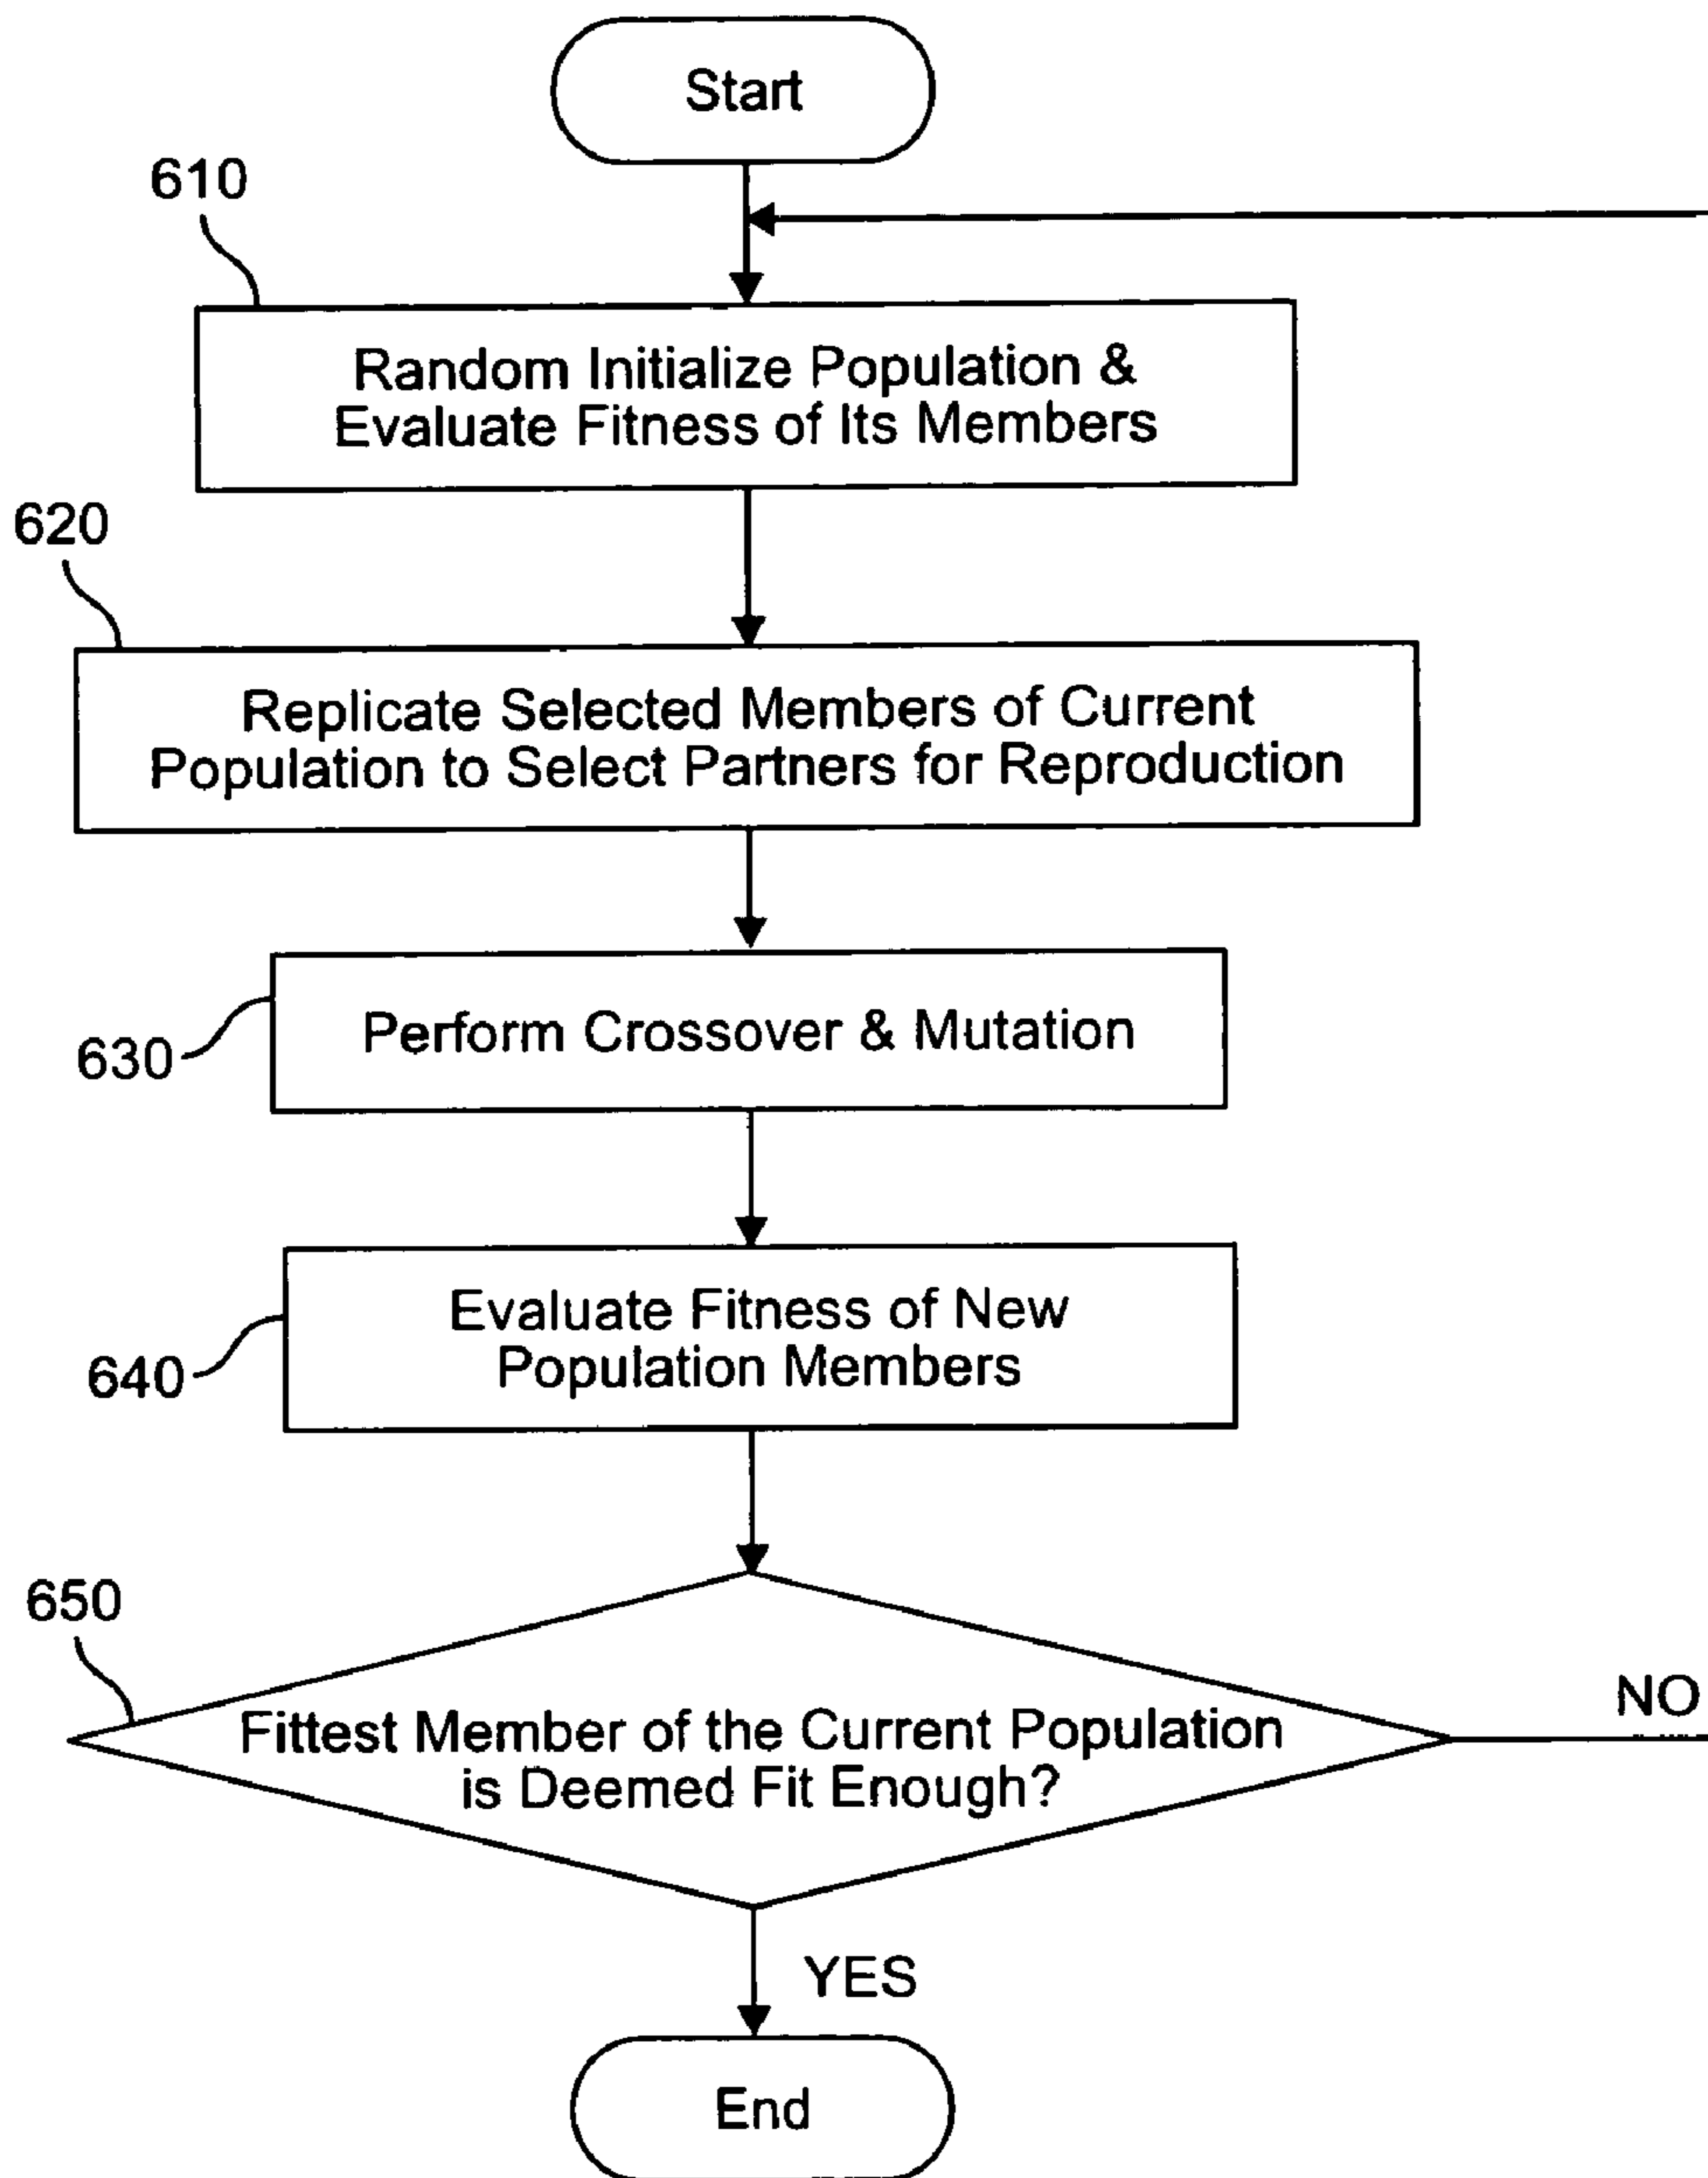 Start
610
Random Initialize Population &
Evaluate Fitness of Its Members
620
Replicate Selected Members of Current
Population to Select Partners for Reproduction
630
Perform Crossover & Mutation
640
Evaluate Fitness of New
Population Members
650
Fittest Member of the Current Population
is Deemed Fit Enough?
NO
YES
End